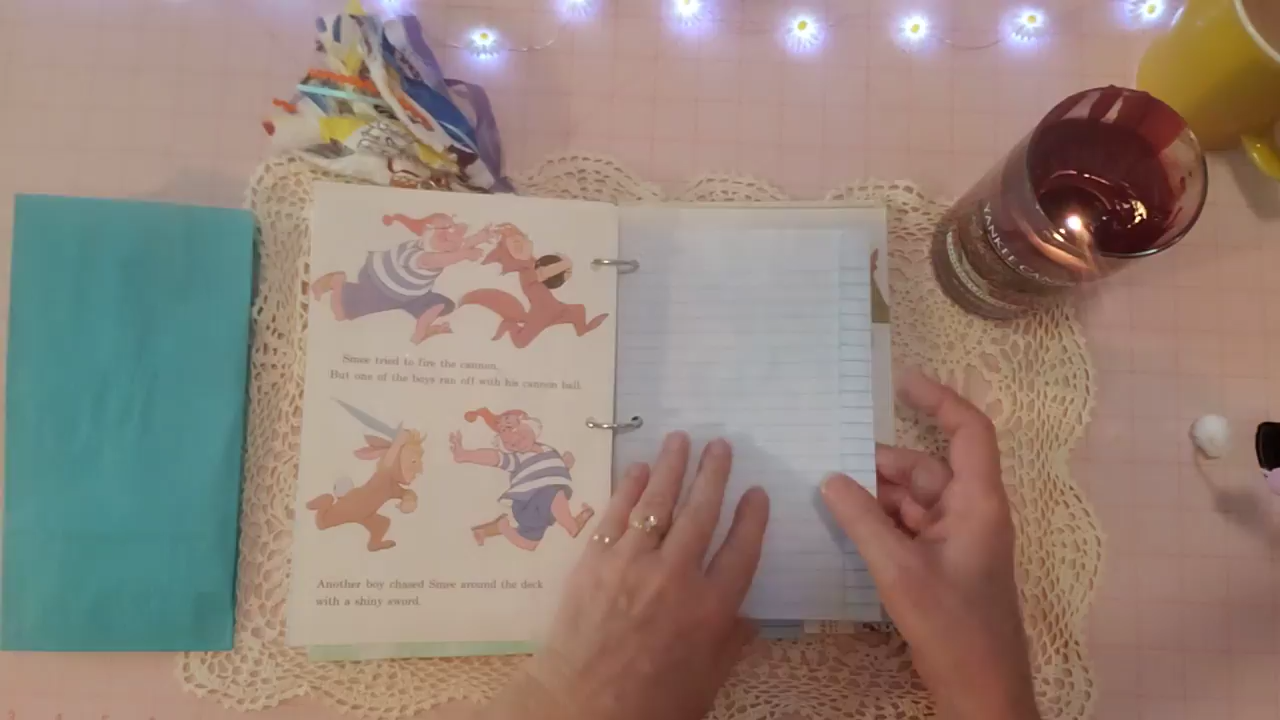 Smee tried to fire the cannon.
But one of the boys ran off with his cannon ball.
Another boy chased Smee around the deck
with a shiny sword.
YANKEE CA